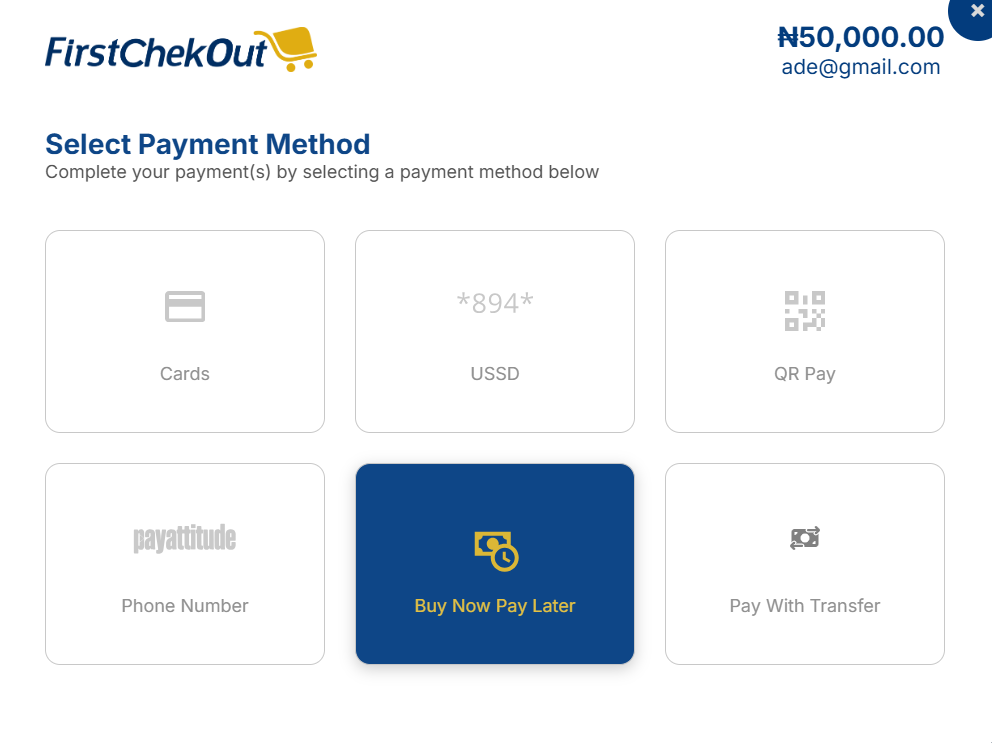 FirstChekOut
₦50,000.00
ade@gmail.com
Select Payment Method
Complete your payment(s) by selecting a payment method below
*894*
Cards
USSD
QR Pay
payattitude
Phone Number
Buy Now Pay Later
Pay With Transfer